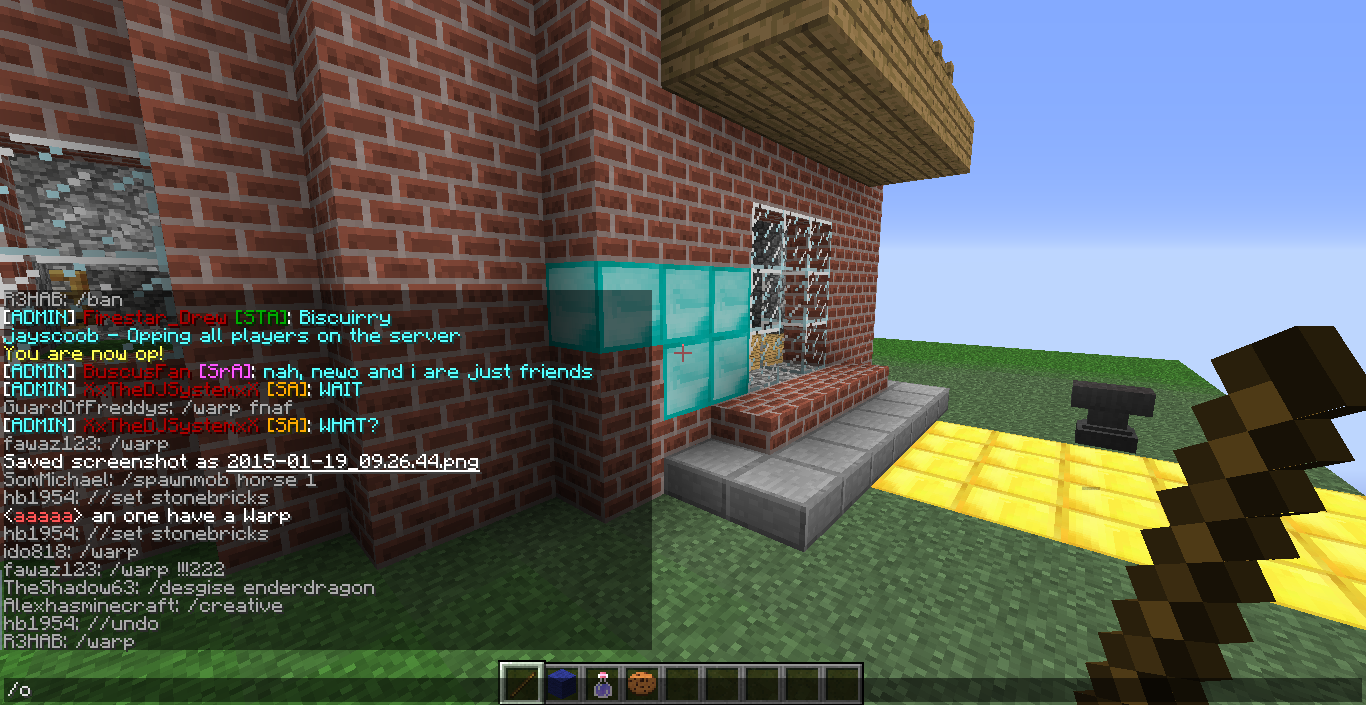 R3HAB: /ban
[ADMIN] Firestar_Drew [STA]: Biscuirry
Jayscoob - Opping all players on the server
You are now op!
[ADMIN] BuscusFan [SrA]: nah, newo and i are just friends
[ADMIN] XxTheDJSystemxX [SA]: WAIT
GuardOfFreddys: /warp fnaf
[ADMIN] XxTheDJSystemxX [SA]: WHAT?
fawaz123: /warp
Saved screenshot as 2015-01-19_09.26.44.png
SomMichael: /spawnmob horse 1
hb1954: //set stonebricks
<aaaaa> an one have a Warp
hb1954: //set stonebricks
ido818: /warp
fawaz123: /warp !!!222
TheShadow63: /desgise enderdragon
Alexhasminecraft: /creative
hb1954: //undo
R3HAB: /warp
/o